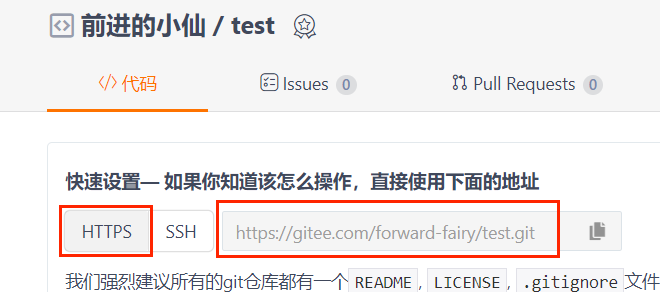 前进的小仙 / test
代码 Issues 0 Pull Requests 0
快速设置— 如果你知道该怎么操作，直接使用下面的地址
HTTPS SSH https://gitee.com/forward-fairy/test.git
我们强烈建议所有的git仓库都有一个 README, LICENSE, .gitignore 文件